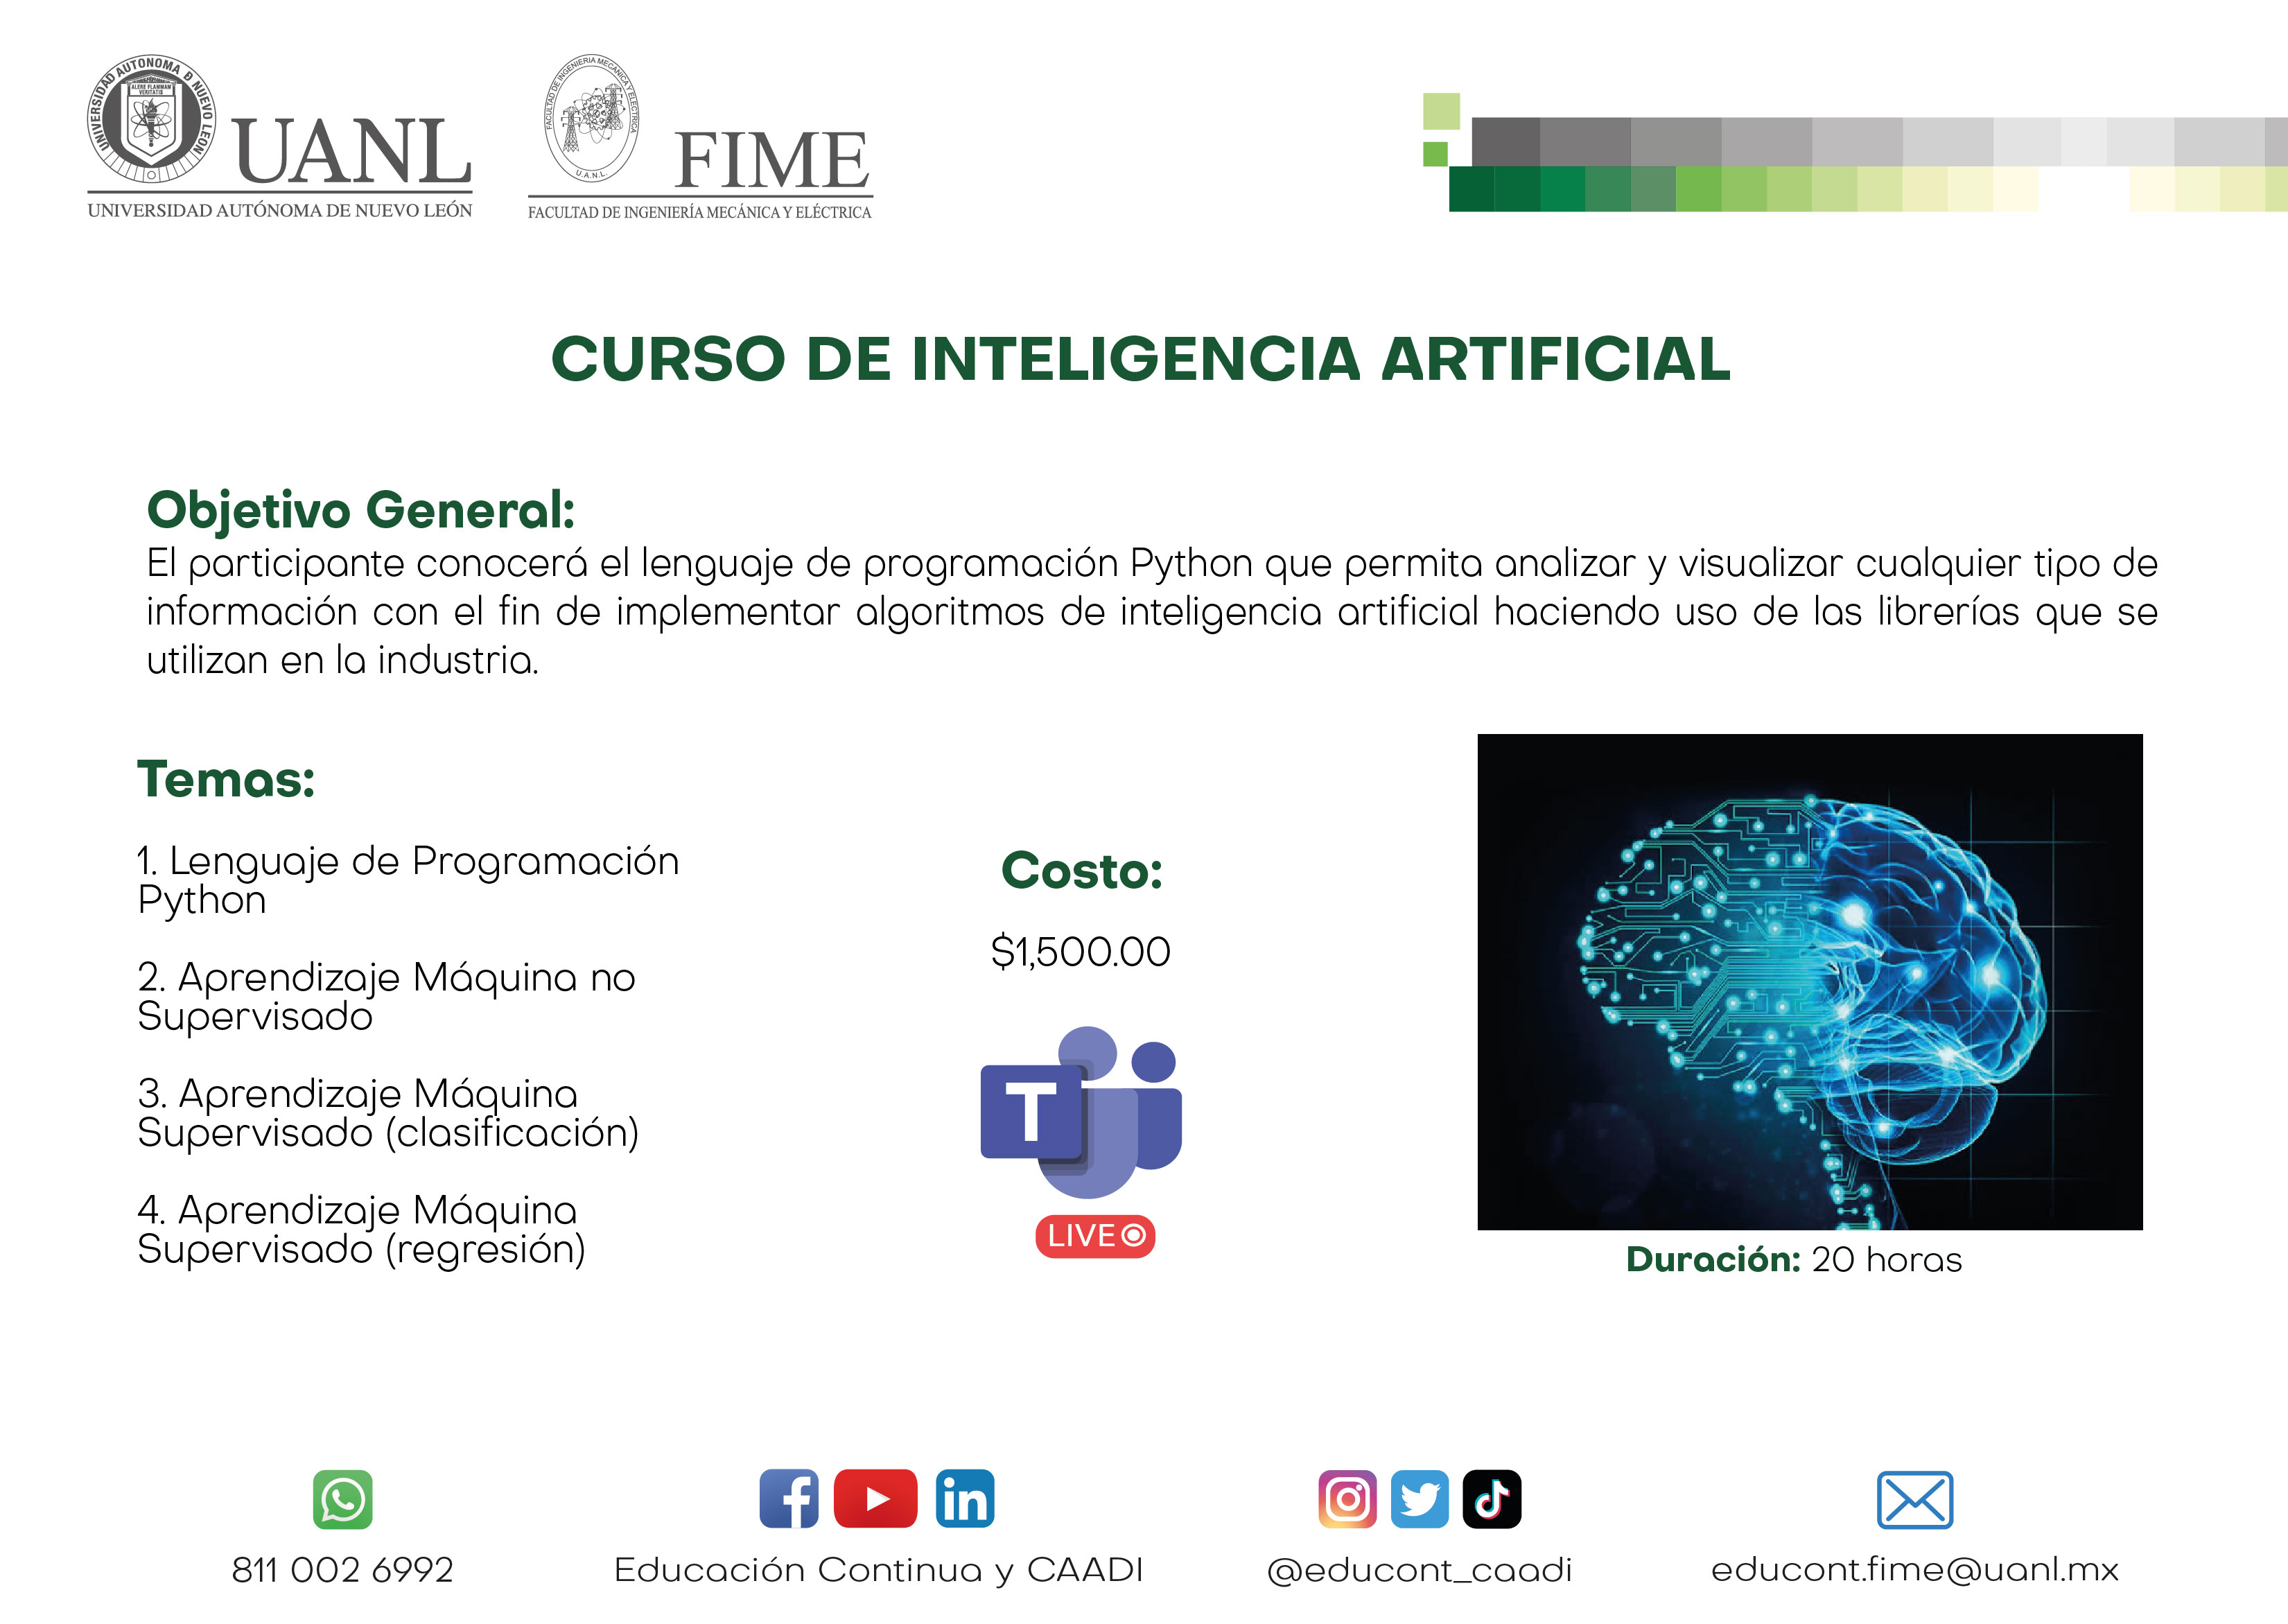 UNIVERSIDAD AUTONOMA DE NUEVO LEON
ALERE FLAMMAM
VERITATIS
UANL
UNIVERSIDAD AUTÓNOMA DE NUEVO LEÓN
FACULTAD DE INGENIERIA MECANICA Y ELECTRICA
U.A.N.L.
FIME
FACULTAD DE INGENIERÍA MECÁNICA Y ELÉCTRICA
CURSO DE INTELIGENCIA ARTIFICIAL
Objetivo General:
El participante conocerá el lenguaje de programación Python que permita analizar y visualizar cualquier tipo de
información con el fin de implementar algoritmos de inteligencia artificial haciendo uso de las librerías que se
utilizan en la industria.
Temas:
1. Lenguaje de Programación
Python
2. Aprendizaje Máquina no
Supervisado
3. Aprendizaje Máquina
Supervisado (clasificación)
4. Aprendizaje Máquina
Supervisado (regresión)
Costo:
$1,500.00
T
LIVE
Duración: 20 horas
811 002 6992
Educación Continua y CAADI
@educont_caadi
educont.fime@uanl.mx